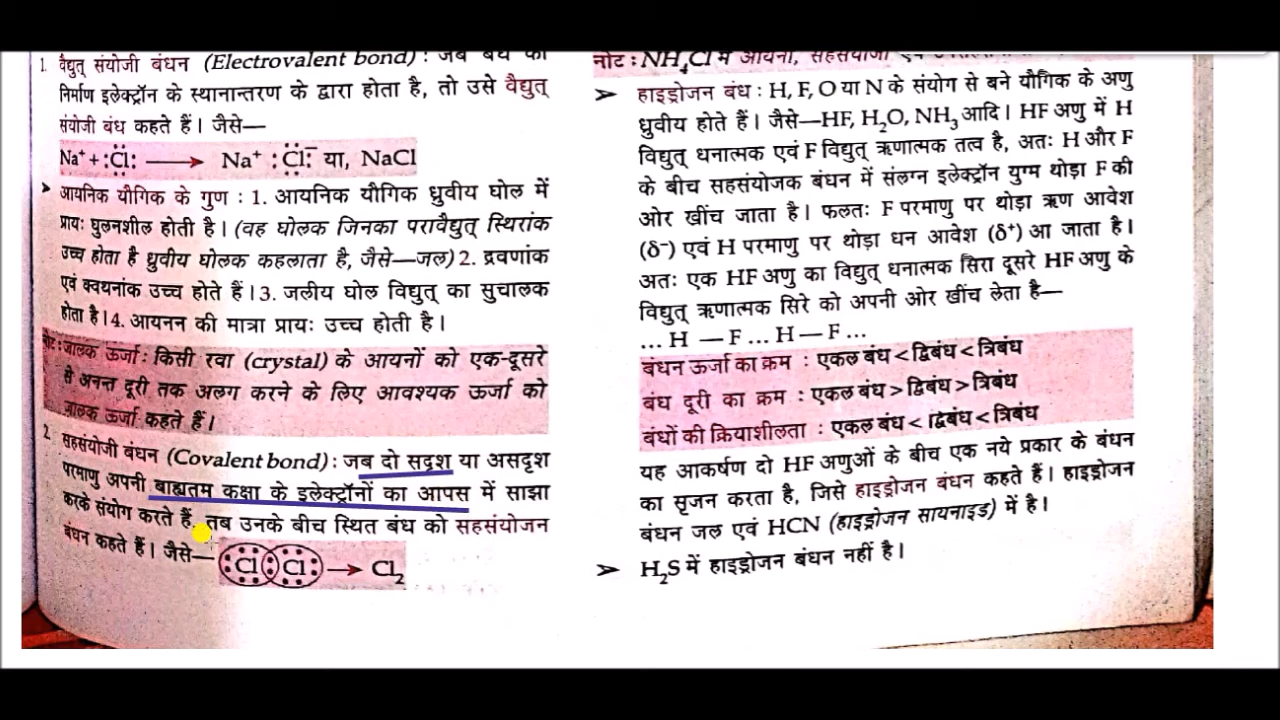 1. वैद्युत् संयोजी बंधन (Electrovalent bond) : जब बंध का
निर्माण इलेक्ट्रॉन के स्थानान्तरण के द्वारा होता है, तो उसे वैद्युत्
संयोजी बंध कहते हैं। जैसे—
Na⁺ + :Cl: ⟶ Na⁺ :Cl:⁻ या, NaCl
➤ आयनिक यौगिक के गुण : 1. आयनिक यौगिक ध्रुवीय घोल में
प्रायः घुलनशील होती है। (वह घोलक जिनका परावैद्युत् स्थिरांक
उच्च होता है ध्रुवीय घोलक कहलाता है, जैसे—जल) 2. द्रवणांक
एवं क्वथनांक उच्च होते हैं। 3. जलीय घोल विद्युत् का सुचालक
होता है। 4. आयनन की मात्रा प्रायः उच्च होती है।
नोट : जालक ऊर्जा : किसी रवा (crystal) के आयनों को एक-दूसरे
से अनन्त दूरी तक अलग करने के लिए आवश्यक ऊर्जा को
जालक ऊर्जा कहते हैं।
2. सहसंयोजी बंधन (Covalent bond) : जब दो सदृश या असदृश
परमाणु अपनी बाह्यतम कक्षा के इलेक्ट्रॉनों का आपस में साझा
करके संयोग करते हैं, तब उनके बीच स्थित बंध को सहसंयोजन
बंधन कहते हैं। जैसे— Cl Cl → Cl₂
नोट : NH₄Cl में आयनी, सहसंयोजी एवं
➤ हाइड्रोजन बंध : H, F, O या N के संयोग से बने यौगिक के अणु
ध्रुवीय होते हैं। जैसे—HF, H₂O, NH₃ आदि। HF अणु में H
विद्युत् धनात्मक एवं F विद्युत् ऋणात्मक तत्व है, अतः H और F
के बीच सहसंयोजक बंधन में संलग्न इलेक्ट्रॉन युग्म थोड़ा F की
ओर खींच जाता है। फलतः F परमाणु पर थोड़ा ऋण आवेश
(δ⁻) एवं H परमाणु पर थोड़ा धन आवेश (δ⁺) आ जाता है।
अतः एक HF अणु का विद्युत् धनात्मक सिरा दूसरे HF अणु के
विद्युत् ऋणात्मक सिरे को अपनी ओर खींच लेता है—
... H — F ... H — F ...
बंधन ऊर्जा का क्रम : एकल बंध < द्विबंध < त्रिबंध
बंध दूरी का क्रम : एकल बंध > द्विबंध > त्रिबंध
बंधों की क्रियाशीलता : एकल बंध < द्विबंध < त्रिबंध
यह आकर्षण दो HF अणुओं के बीच एक नये प्रकार के बंधन
का सृजन करता है, जिसे हाइड्रोजन बंधन कहते हैं। हाइड्रोजन
बंधन जल एवं HCN (हाइड्रोजन सायनाइड) में है।
➤ H₂S में हाइड्रोजन बंधन नहीं है।